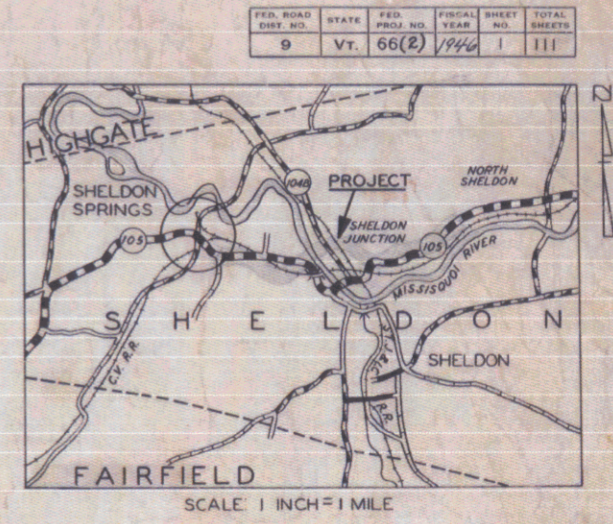 FED. ROAD DIST. NO. STATE FED. PROJ. NO. FISCAL YEAR SHEET NO. TOTAL SHEETS
9 VT. 66(2) 1946 1 111
N
HIGHGATE
SHELDON SPRINGS
104B
PROJECT
NORTH SHELDON
SHELDON JUNCTION
105
105
MISSISQUOI RIVER
SHELDON
C.V. R.R.
SHELDON
R.R.
FAIRFIELD
SCALE: 1 INCH = 1 MILE